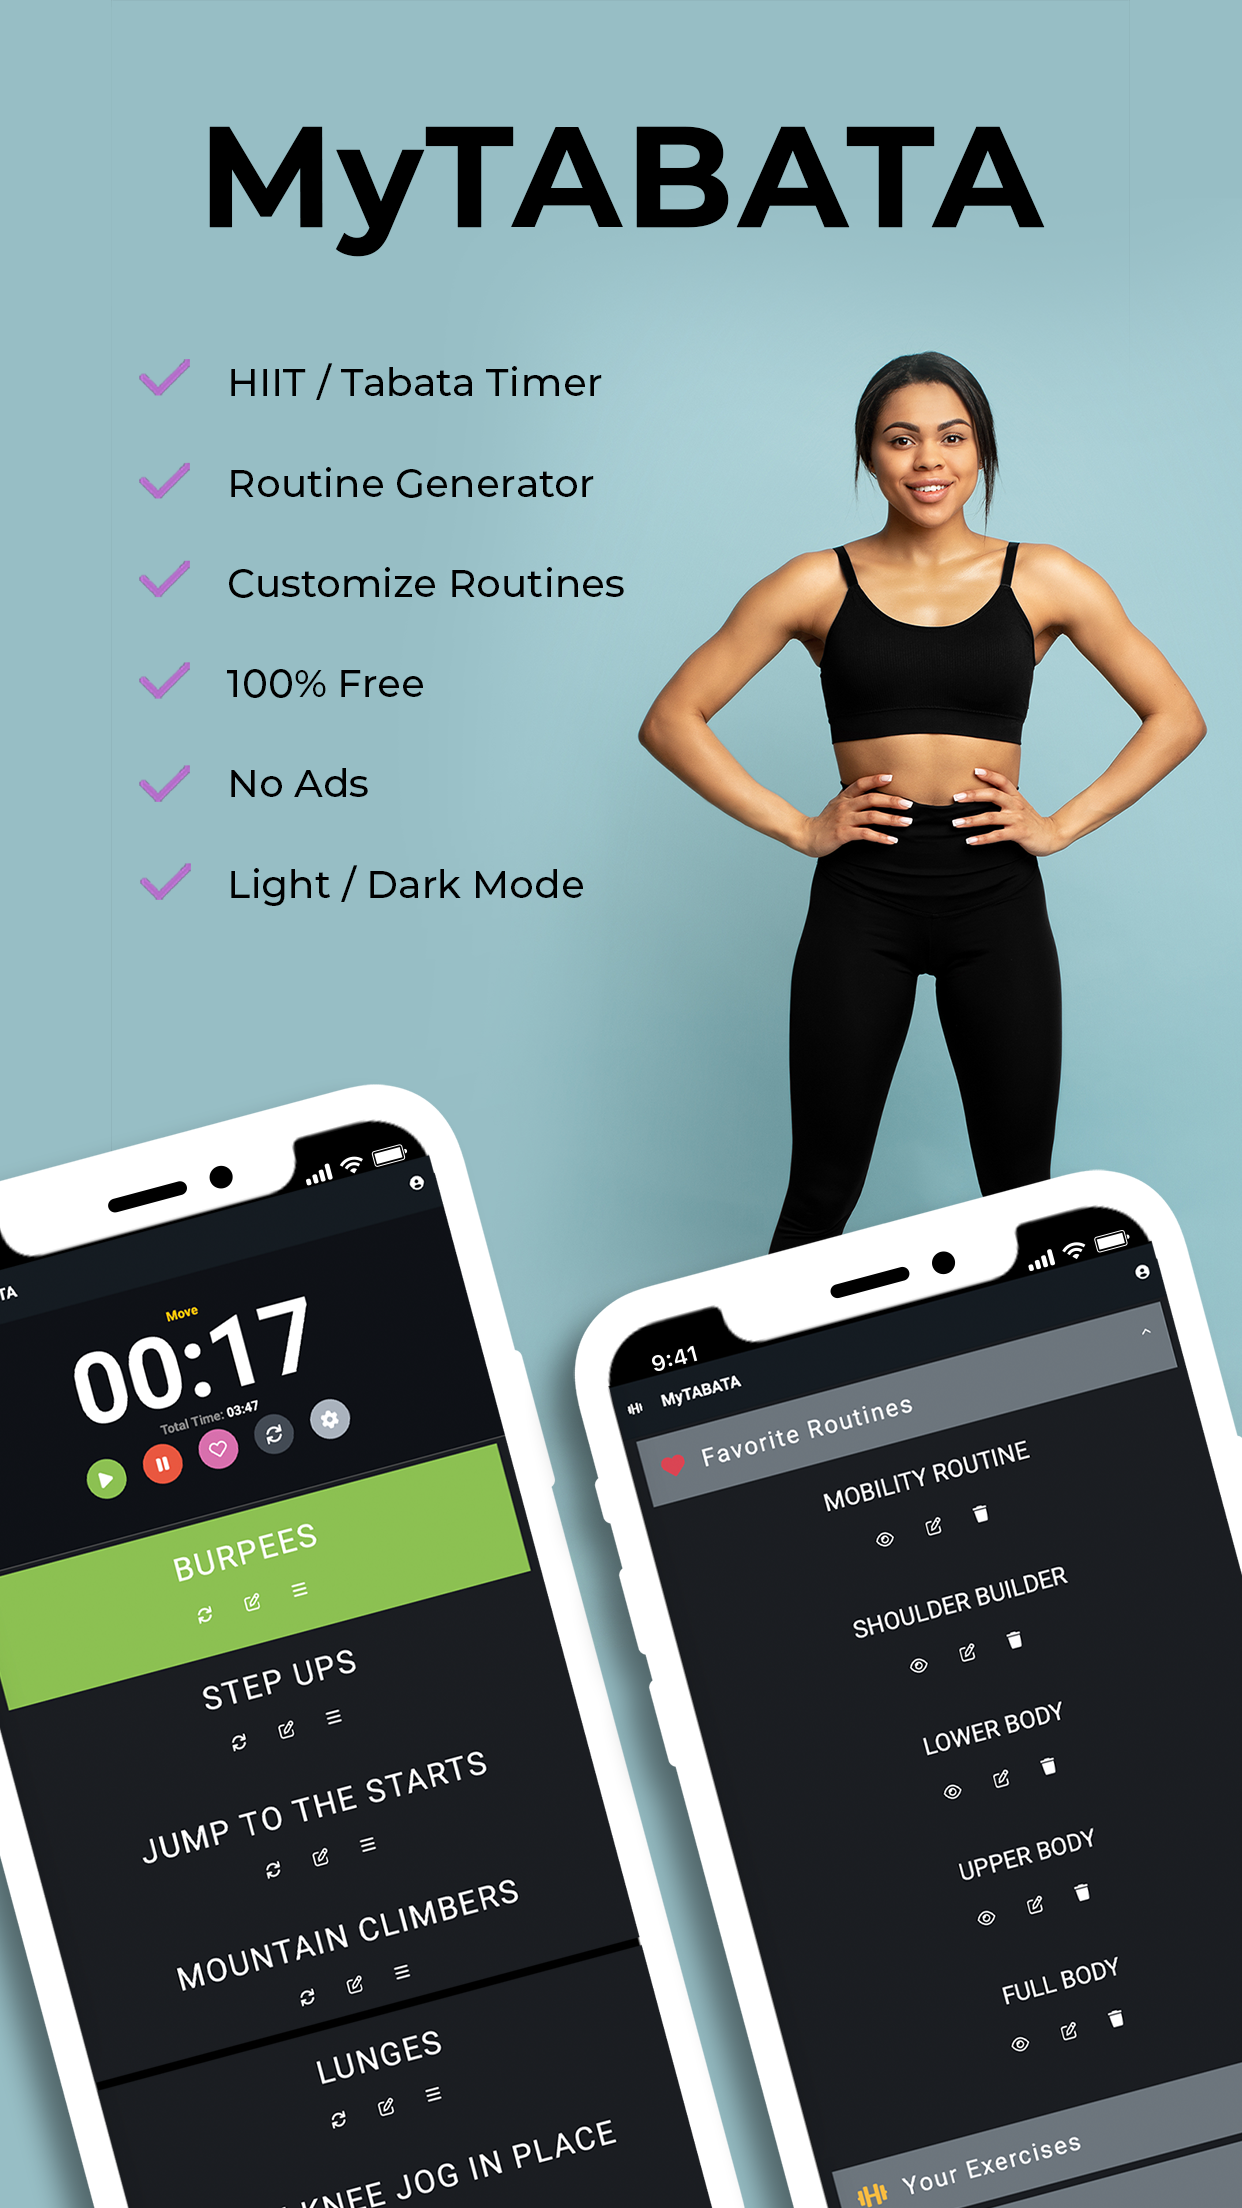 MyTABATA
HIIT / Tabata Timer
Routine Generator
Customize Routines
100% Free
No Ads
Light / Dark Mode
TA
Move
00:17
Total Time: 03:47
BURPEES
STEP UPS
JUMP TO THE STARTS
MOUNTAIN CLIMBERS
LUNGES
KNEE JOG IN PLACE
9:41
MyTABATA
Favorite Routines
MOBILITY ROUTINE
SHOULDER BUILDER
LOWER BODY
UPPER BODY
FULL BODY
Your Exercises